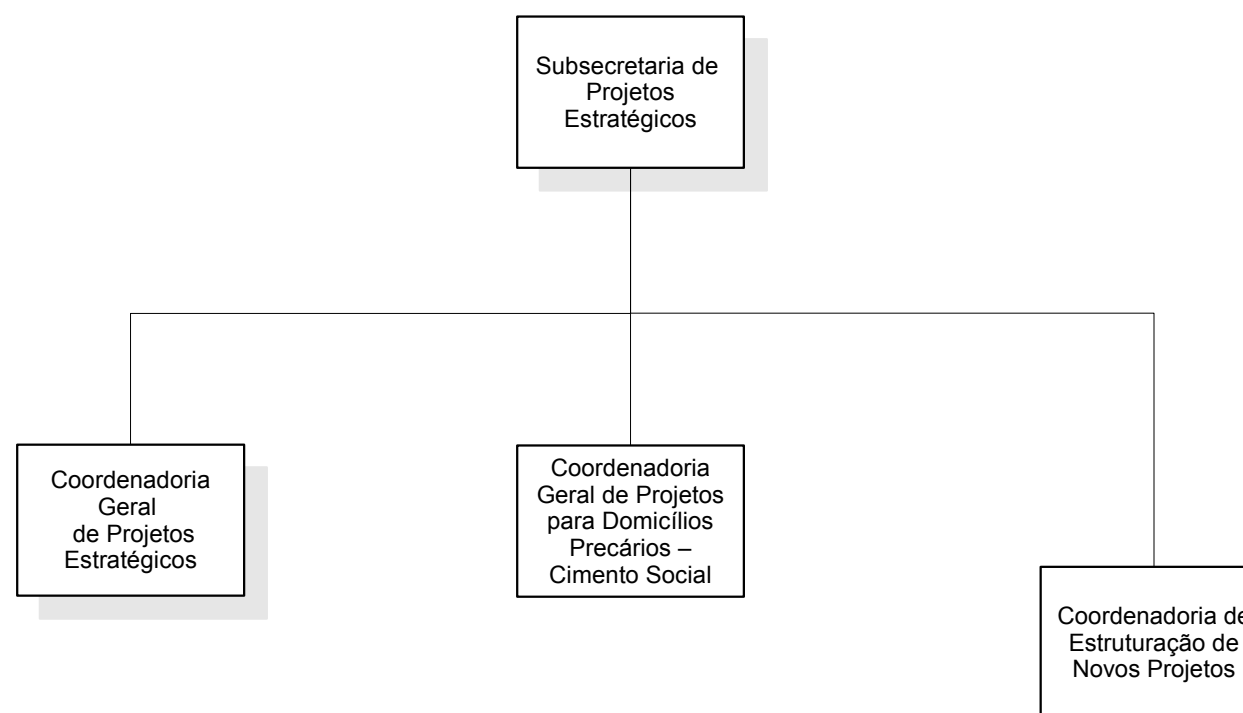 Subsecretaria de
Projetos
Estratégicos
Coordenadoria
Geral
de Projetos
Estratégicos
Coordenadoria
Geral de Projetos
para Domicílios
Precários –
Cimento Social
Coordenadoria de
Estruturação de
Novos Projetos